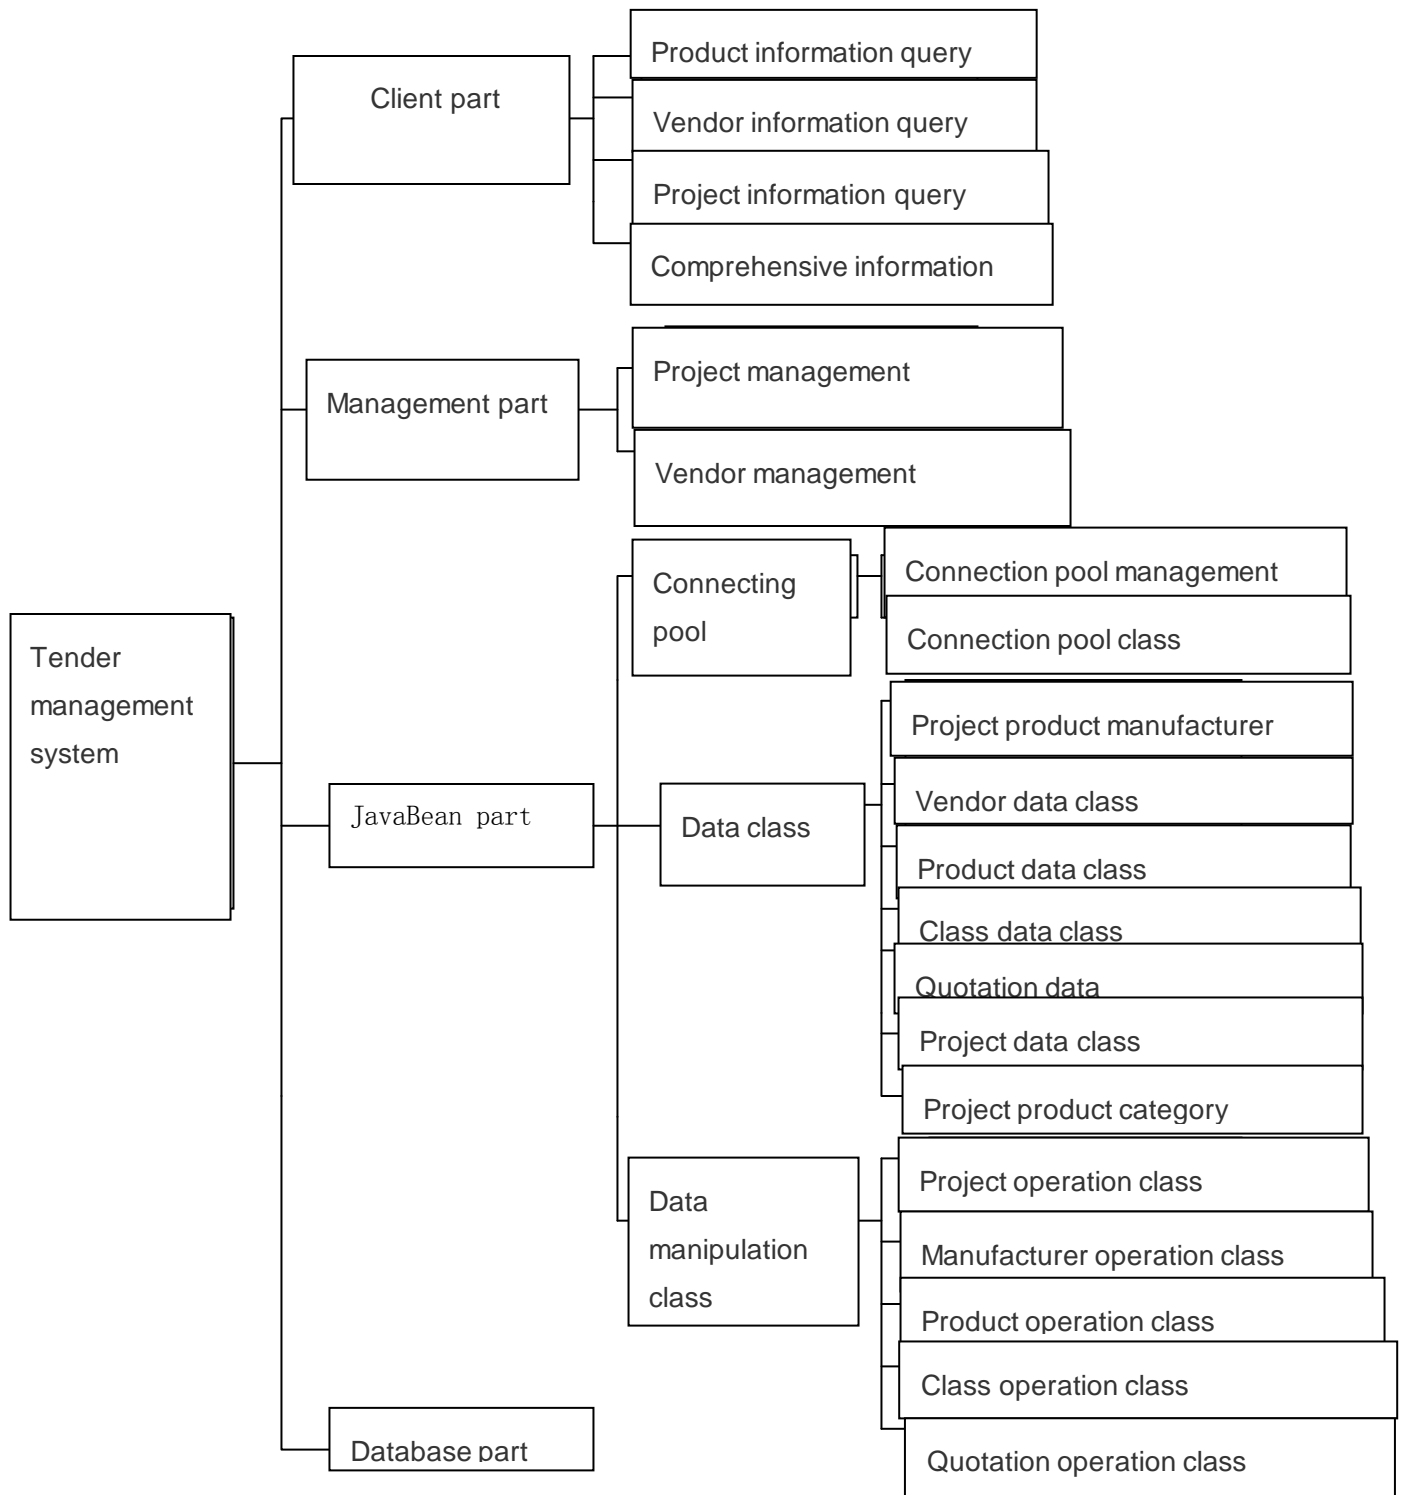 Product information query
Client part
Vendor information query
Project information query
Comprehensive information
Project management
Management part
Vendor management
Connecting
pool
Connection pool management
Connection pool class
Tender
management
system
Project product manufacturer
JavaBean part
Data class
Vendor data class
Product data class
Class data class
Quotation data
Project data class
Project product category
Data
manipulation
class
Project operation class
Manufacturer operation class
Product operation class
Class operation class
Database part
Quotation operation class